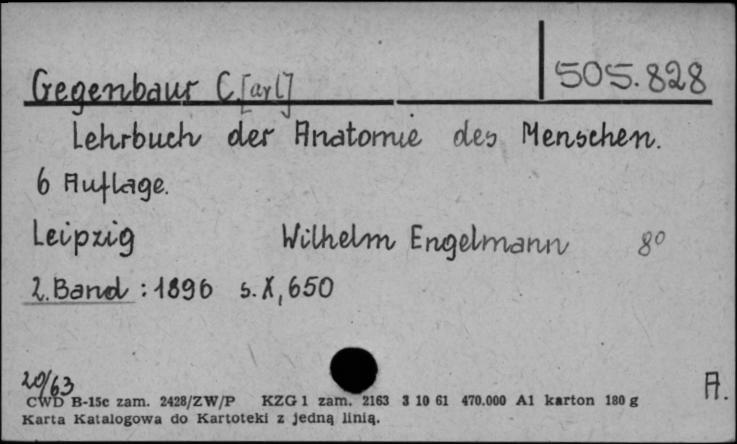 505.828
Gegenbaur C.[arl]
Lehrbuch der Anatomie des Menschen.
6 Auflage.
Leipzig Wilhelm Engelmann 8°
2. Band : 1896 s. X, 650
20/63
A.
CWD B-15c zam. 2428/ZW/P KZG 1 zam. 2163 3 10 61 470.000 A1 karton 180 g
Karta Katalogowa do Kartoteki z jedną linią.